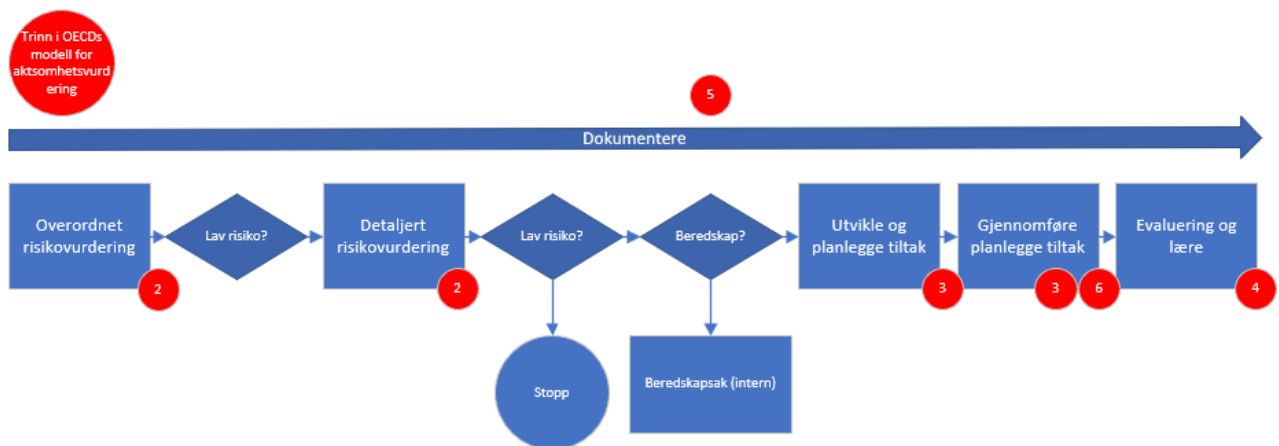 Trinn i OECDs
modell for
aktsomhetsvurd
ering
5
Dokumentere
Overordnet
risikovurdering
2
Lav risiko?
Detaljert
risikovurdering
2
Lav risiko?
Beredskap?
Utvikle og
planlegge tiltak
3
Gjennomføre
planlegge tiltak
3
6
Evaluering og
lære
4
Stopp
Beredskapsak (intern)